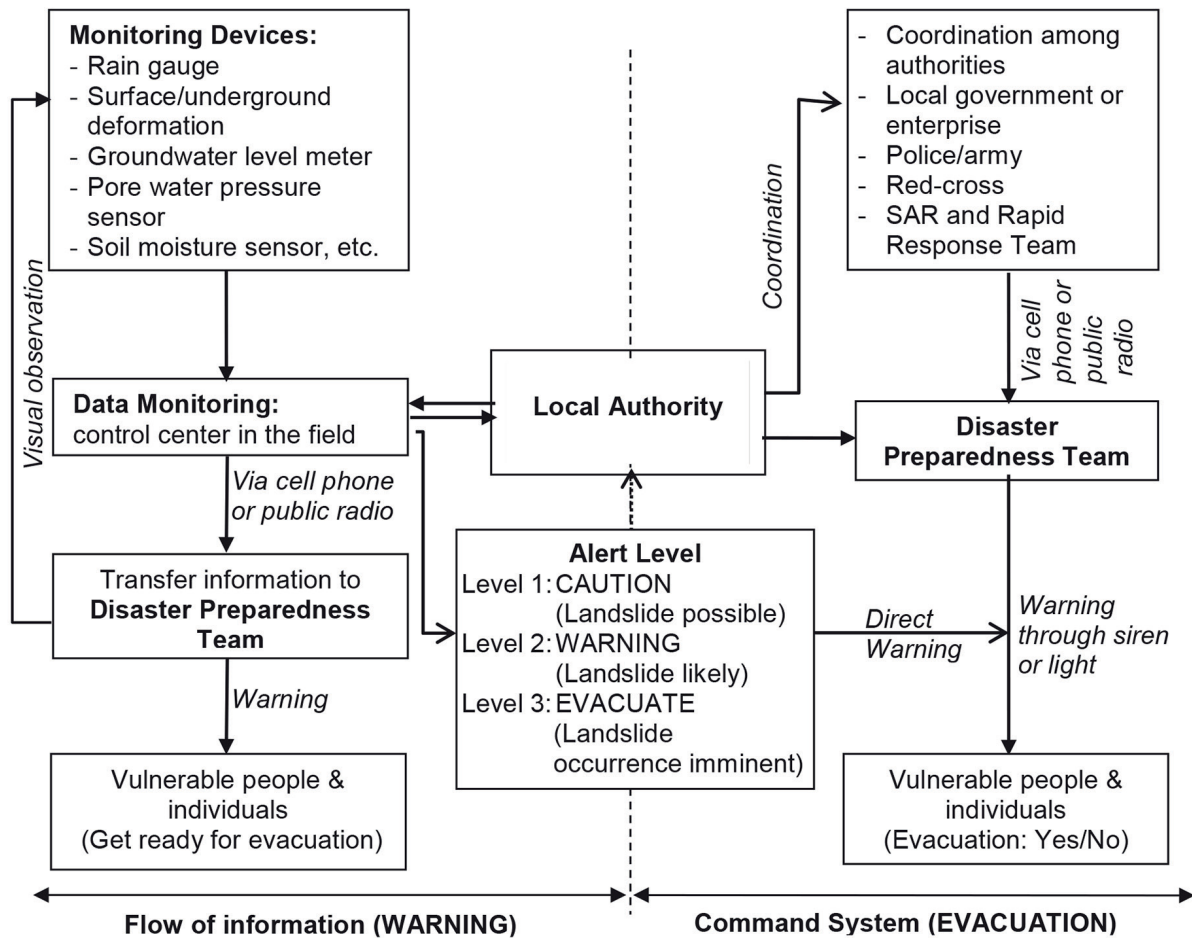 Monitoring Devices:
- Rain gauge
- Surface/underground
deformation
- Groundwater level meter
- Pore water pressure
sensor
- Soil moisture sensor, etc.
Visual observation
Data Monitoring:
control center in the field
Via cell phone
or public radio
Transfer information to
Disaster Preparedness
Team
Warning
Vulnerable people &
individuals
(Get ready for evacuation)
Local Authority
Alert Level
Level 1: CAUTION
(Landslide possible)
Level 2: WARNING
(Landslide likely)
Level 3: EVACUATE
(Landslide
occurrence imminent)
Coordination
- Coordination among
authorities
- Local government or
enterprise
- Police/army
- Red-cross
- SAR and Rapid
Response Team
Via cell
phone or
public
radio
Disaster
Preparedness Team
Direct
Warning
Warning
through siren
or light
Vulnerable people &
individuals
(Evacuation: Yes/No)
Flow of information (WARNING)
Command System (EVACUATION)